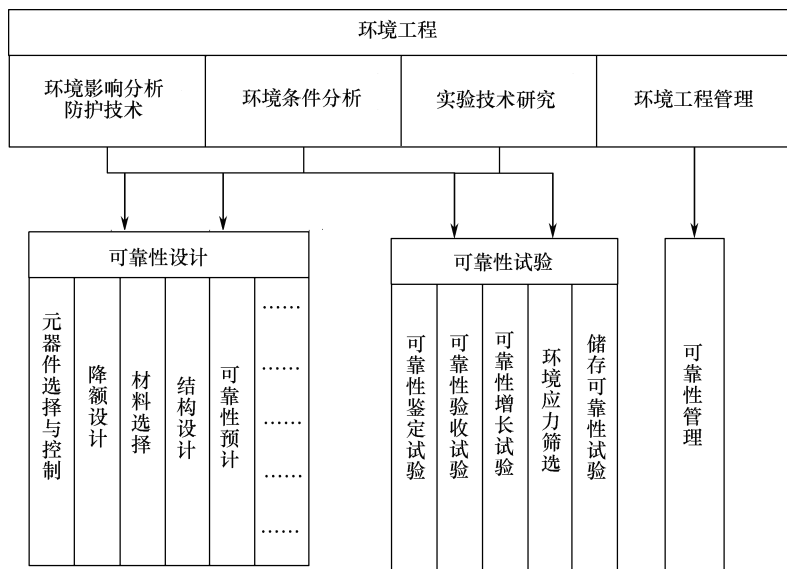 环境工程
环境影响分析
防护技术
环境条件分析
实验技术研究
环境工程管理
可靠性设计
元器件选择与控制
降额设计
材料选择
结构设计
可靠性预计
……
……
……
……
……
可靠性试验
可靠性鉴定试验
可靠性验收试验
可靠性增长试验
环境应力筛选
储存可靠性试验
可靠性管理